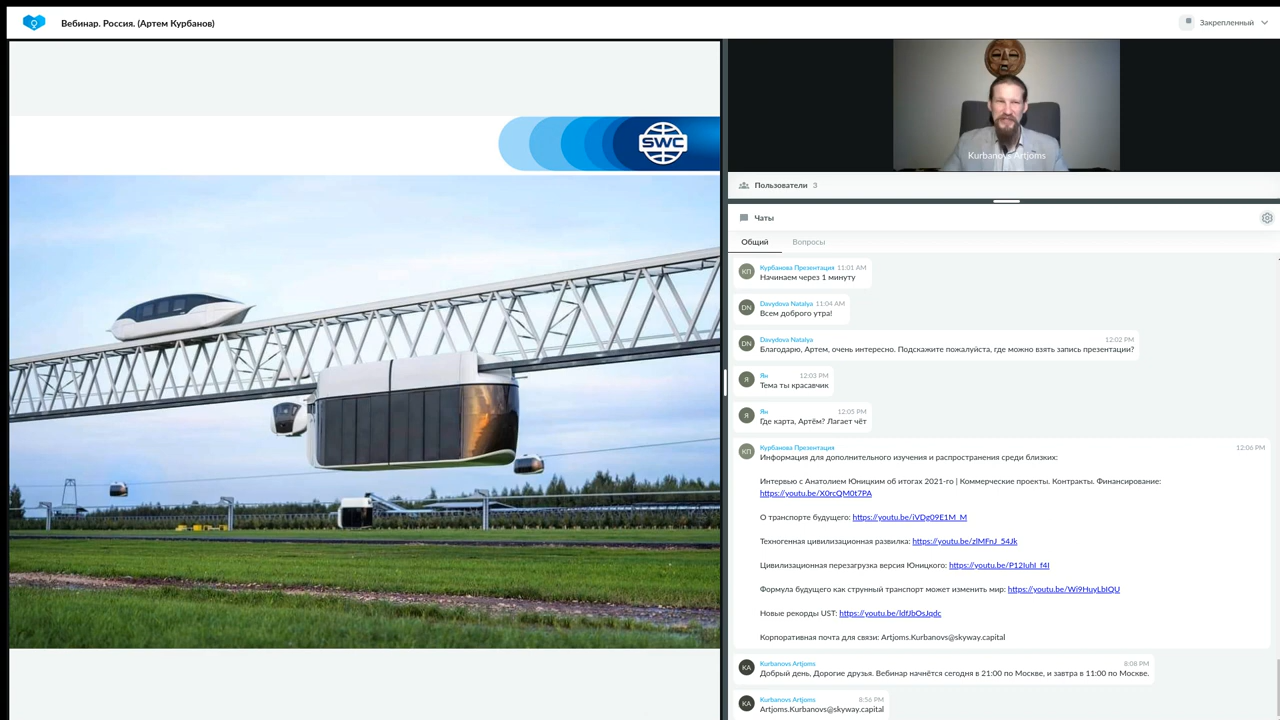 Вебинар. Россия. (Артем Курбанов)
Закрепленный
SWC
Kurbanovs Artjoms
Пользователи 3
Чаты
Общий Вопросы
КП Курбанова Презентация 11:01 AM
Начинаем через 1 минуту
DN Davydova Natalya 11:04 AM
Всем доброго утра!
DN Davydova Natalya 12:02 PM
Благодарю, Артем, очень интересно. Подскажите пожалуйста, где можно взять запись презентации?
Я Ян 12:03 PM
Тема ты красавчик
Я Ян 12:05 PM
Где карта, Артём? Лагает чёт
КП Курбанова Презентация 12:06 PM
Информация для дополнительного изучения и распространения среди близких:
Интервью с Анатолием Юницким об итогах 2021-го | Коммерческие проекты. Контракты. Финансирование:
https://youtu.be/X0rcQM0t7PA
О транспорте будущего: https://youtu.be/iVDg09E1M_M
Техногенная цивилизационная развилка: https://youtu.be/zlMFnJ_54Jk
Цивилизационная перезагрузка версия Юницкого: https://youtu.be/P12IuhI_f4I
Формула будущего как струнный транспорт может изменить мир: https://youtu.be/Wi9HuyLbIQU
Новые рекорды UST: https://youtu.be/ldfJbOsJqdc
Корпоративная почта для связи: Artjoms.Kurbanovs@skyway.capital
KA Kurbanovs Artjoms 8:08 PM
Добрый день, Дорогие друзья. Вебинар начнётся сегодня в 21:00 по Москве, и завтра в 11:00 по Москве.
KA Kurbanovs Artjoms 8:56 PM
Artjoms.Kurbanovs@skyway.capital